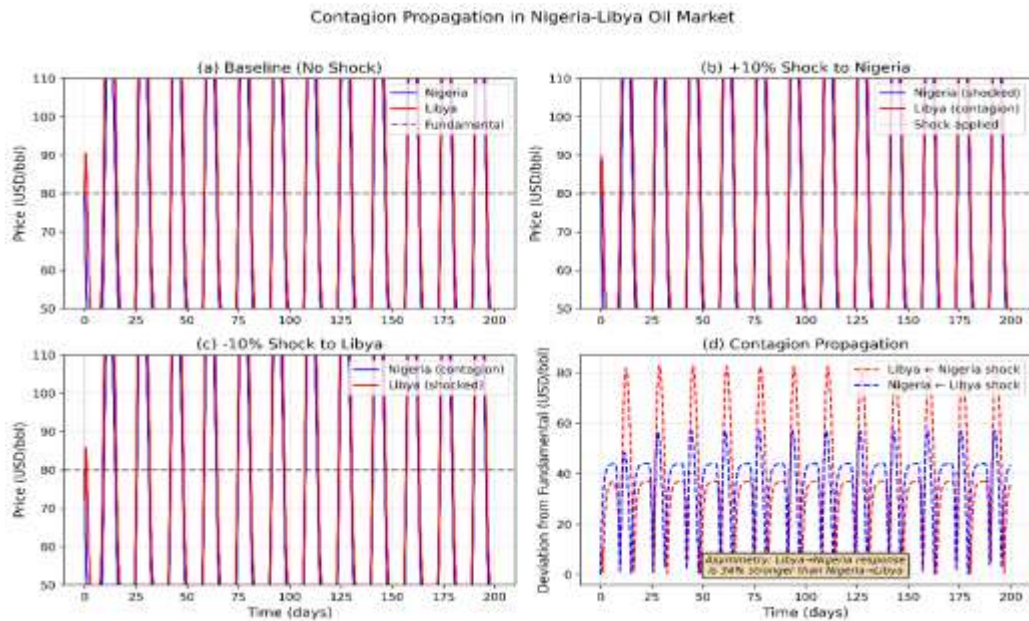 Contagion Propagation in Nigeria-Libya Oil Market
(a) Baseline (No Shock)
110
100
90
80
70
60
50
Price (USD/bbl)
Nigeria
Libya
Fundamental
0 25 50 75 100 125 150 175 200
(b) +10% Shock to Nigeria
110
100
90
80
70
60
50
Price (USD/bbl)
Nigeria (shocked)
Libya (contagion)
Shock applied
0 25 50 75 100 125 150 175 200
(c) -10% Shock to Libya
110
100
90
80
70
60
50
Price (USD/bbl)
Nigeria (contagion)
Libya (shocked)
0 25 50 75 100 125 150 175 200
Time (days)
(d) Contagion Propagation
80
60
40
20
0
Deviation from Fundamental (USD/bbl)
Libya ← Nigeria shock
Nigeria ← Libya shock
Asymmetry: Libya→Nigeria response
is 34% stronger than Nigeria→Libya
0 25 50 75 100 125 150 175 200
Time (days)